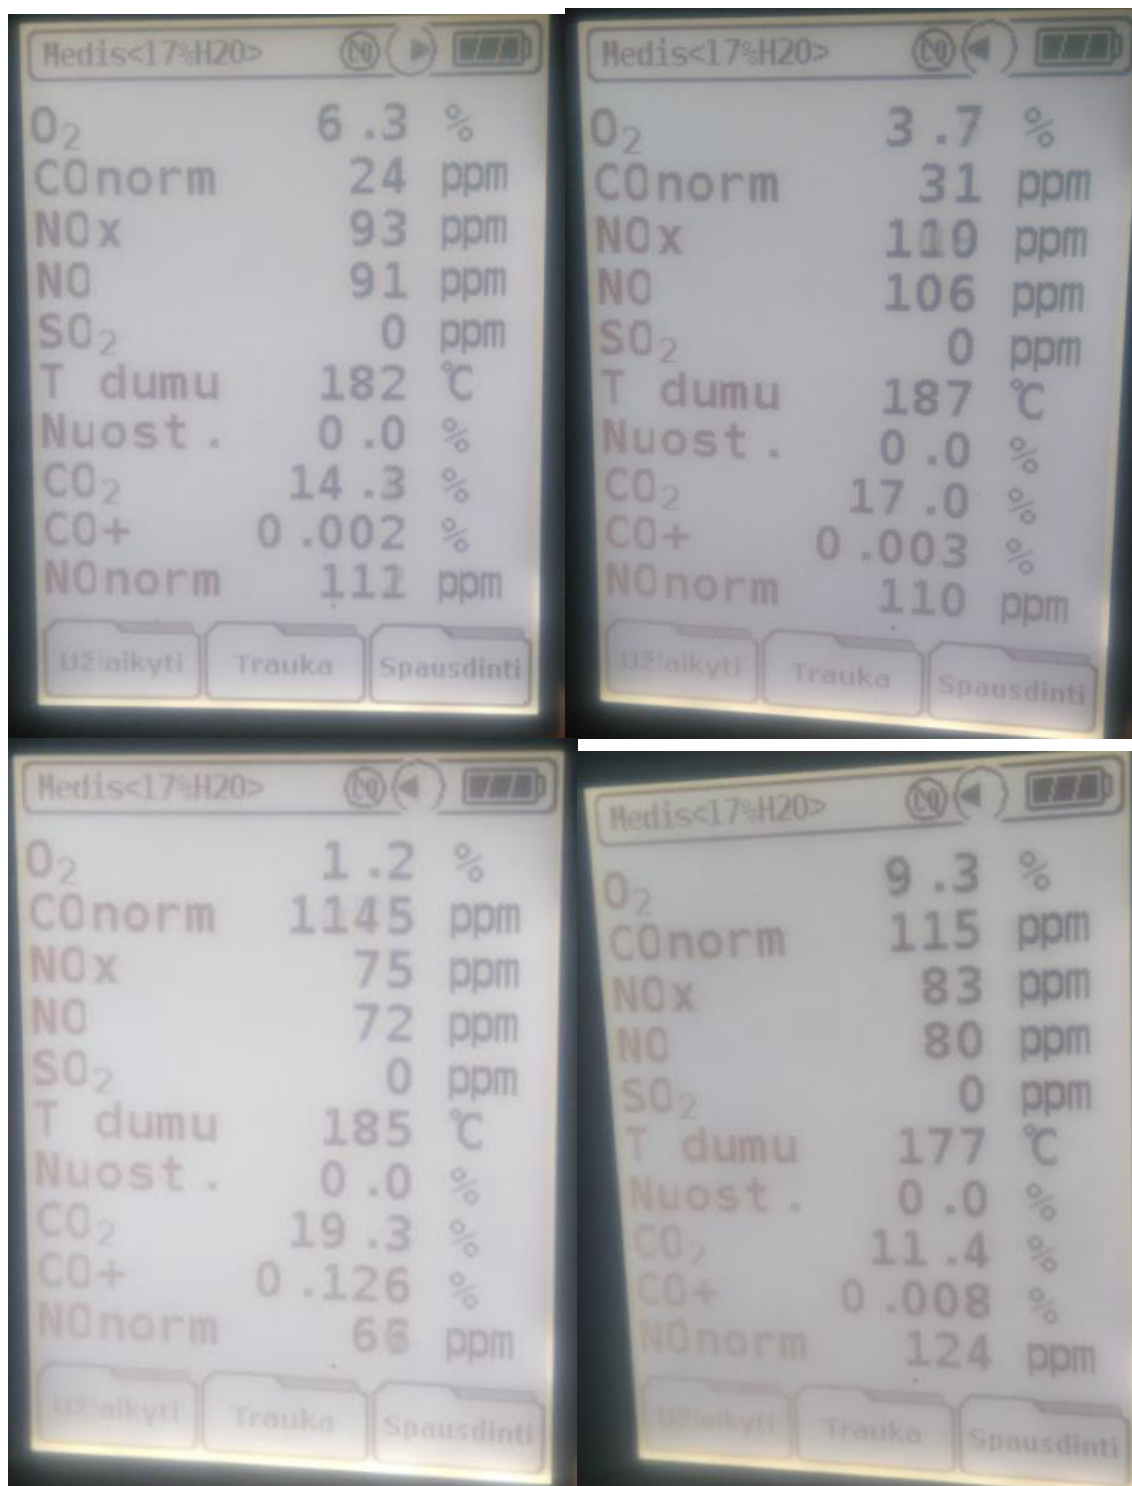 Medis<17%H2O>
O₂ 6.3 %
COnorm 24 ppm
NOx 93 ppm
NO 91 ppm
SO₂ 0 ppm
T dumu 182 °C
Nuost. 0.0 %
CO₂ 14.3 %
CO+ 0.002 %
NOnorm ppm
Užlaikyti Trauka Spausdinti
Medis<17%H2O>
O₂ 3.7 %
COnorm 31 ppm
NOx 110 ppm
NO 106 ppm
SO₂ 0 ppm
T dumu 187 °C
Nuost. 0.0 %
CO₂ 17.0 %
CO+ 0.003 %
NOnorm 110 ppm
Užlaikyti Trauka Spausdinti
Medis<17%H2O>
O₂ 1.2 %
COnorm 1145 ppm
NOx 75 ppm
NO 72 ppm
SO₂ 0 ppm
T dumu 185 °C
Nuost. 0.0 %
CO₂ 19.3 %
CO+ 0.126 %
NOnorm ppm
Užlaikyti Trauka Spausdinti
Medis<17%H2O>
O₂ 9.3 %
COnorm 115 ppm
NOx 83 ppm
NO 80 ppm
SO₂ 0 ppm
T dumu 177 °C
Nuost. 0.0 %
CO₂ 11.4 %
CO+ 0.008 %
NOnorm 124 ppm
Užlaikyti Trauka Spausdinti